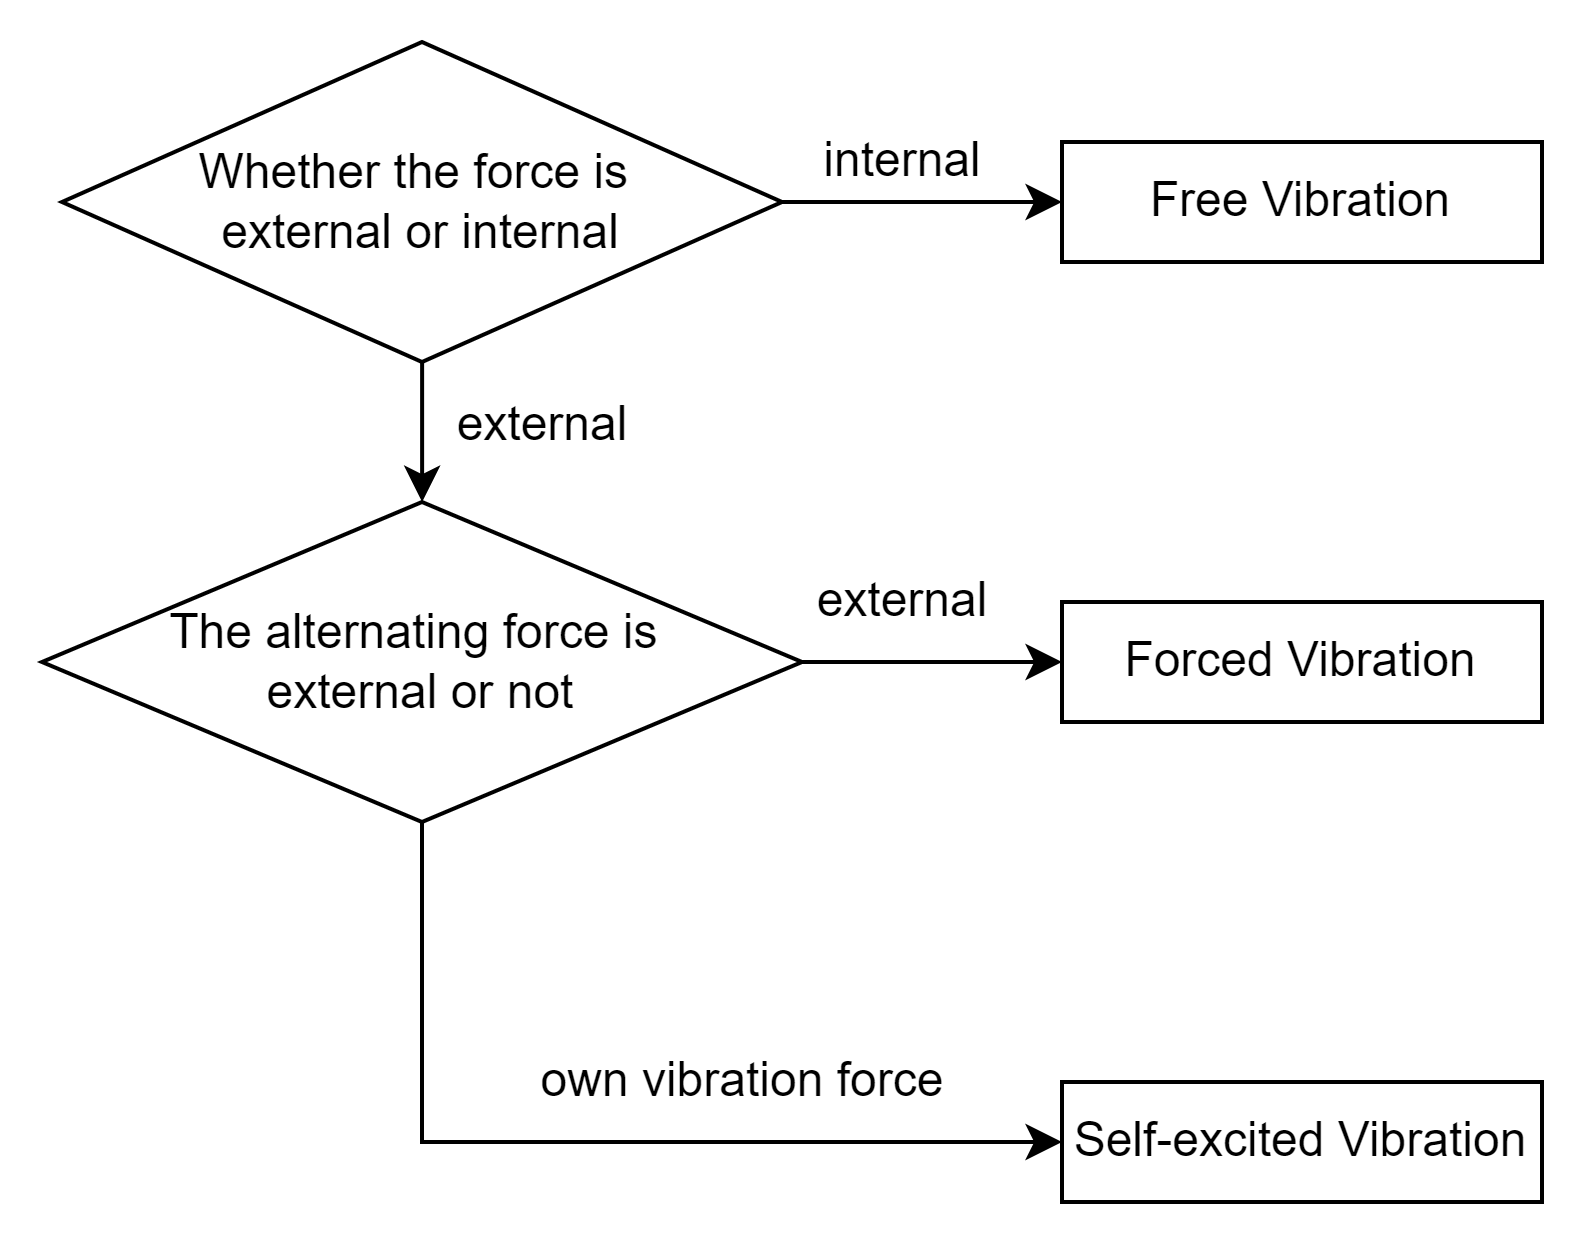 Whether the force is
external or internal
internal
Free Vibration
external
The alternating force is
external or not
external
Forced Vibration
own vibration force
Self-excited Vibration